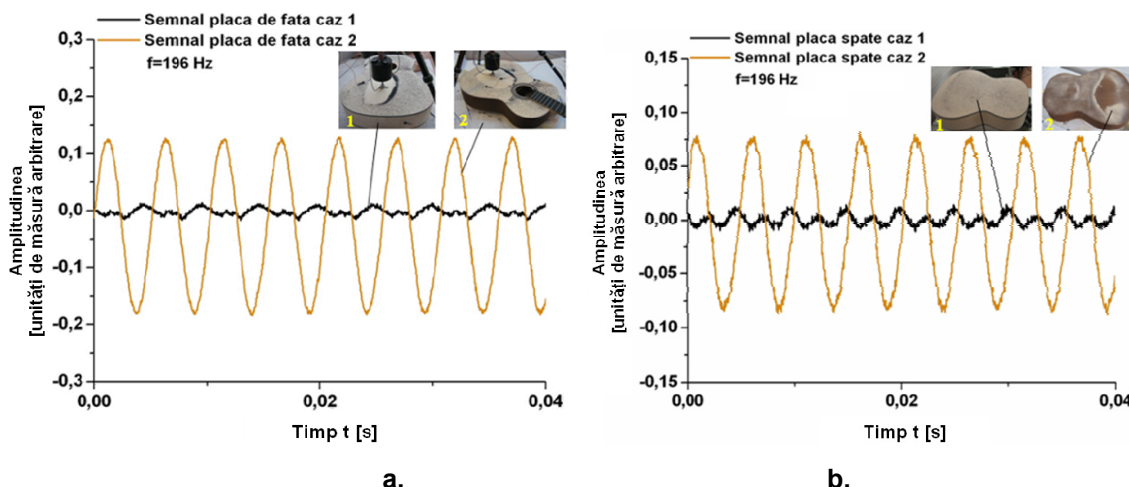 Semnal placa de fata caz 1
Semnal placa de fata caz 2
f=196 Hz
0,3
0,2
0,1
0,0
-0,1
-0,2
-0,3
0,00
0,02
0,04
Amplitudinea
[unități de măsură arbitrare]
Timp t [s]
1
2
a.
Semnal placa spate caz 1
Semnal placa spate caz 2
f=196 Hz
0,15
0,10
0,05
0,00
-0,05
-0,10
-0,15
0,00
0,02
0,04
Amplitudinea
[unități de măsură arbitrare]
Timp t [s]
1
2
b.